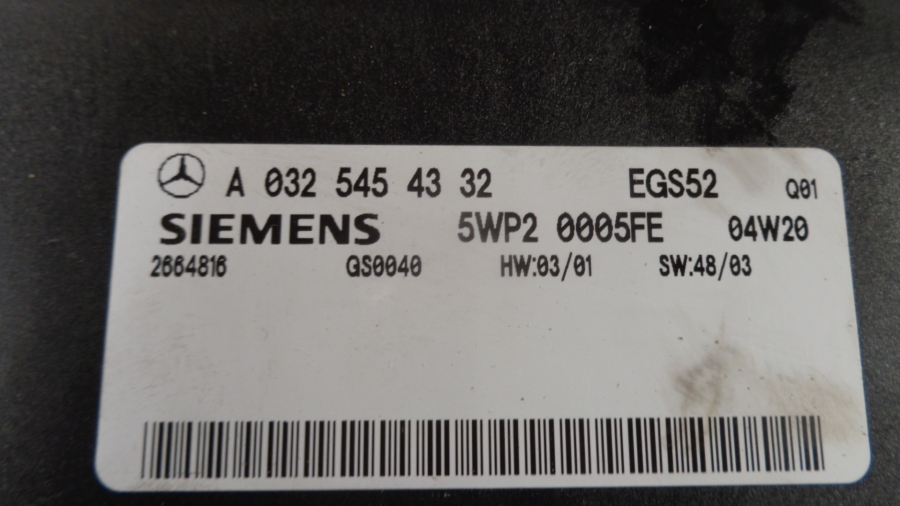 A 032 545 43 32 EGS52 Q01
SIEMENS 5WP2 0005FE 04W20
2664816 GS0040 HW:03/01 SW:48/03